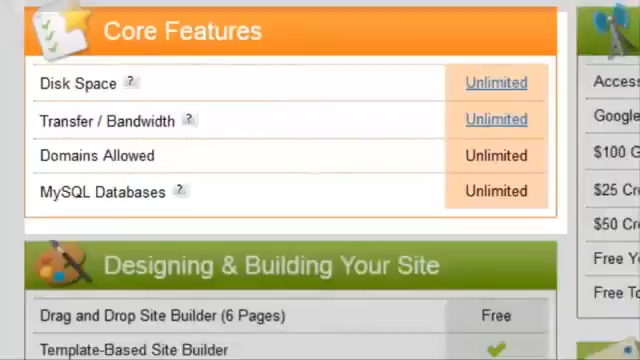 Core Features
Disk Space ? Unlimited
Transfer / Bandwidth ? Unlimited
Domains Allowed Unlimited
MySQL Databases ? Unlimited
Designing & Building Your Site
Drag and Drop Site Builder (6 Pages) Free
Template-Based Site Builder
Access
Google
$100 G
$25 Cre
$50 Cre
Free Y
Free To